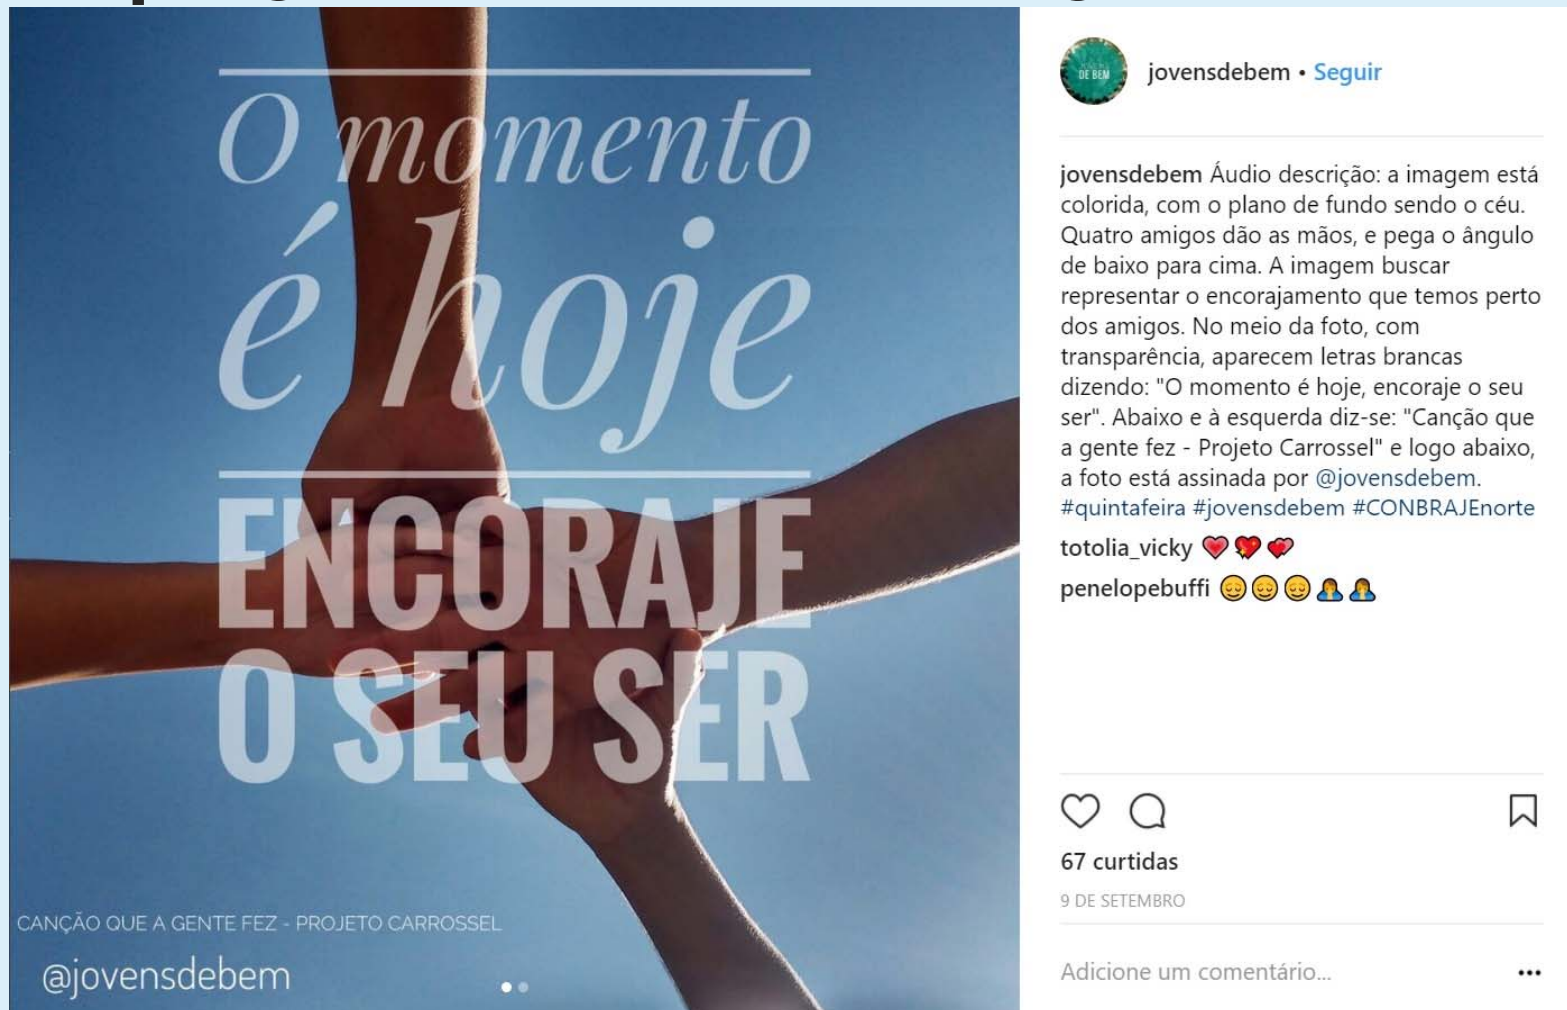 O momento
é hoje
ENCORAJE
O SEU SER
CANÇÃO QUE A GENTE FEZ - PROJETO CARROSSEL
@jovensdebem
DE BEM
jovensdebem • Seguir
jovensdebem Áudio descrição: a imagem está
colorida, com o plano de fundo sendo o céu.
Quatro amigos dão as mãos, e pega o ângulo
de baixo para cima. A imagem buscar
representar o encorajamento que temos perto
dos amigos. No meio da foto, com
transparência, aparecem letras brancas
dizendo: "O momento é hoje, encoraje o seu
ser". Abaixo e à esquerda diz-se: "Canção que
a gente fez - Projeto Carrossel" e logo abaixo,
a foto está assinada por @jovensdebem.
#quintafeira #jovensdebem #CONBRAJEnorte
totolia_vicky 💗💖💕
penelopebuffi 😌😌😌🤦‍♀️🤦‍♀️
67 curtidas
9 DE SETEMBRO
Adicione um comentário...